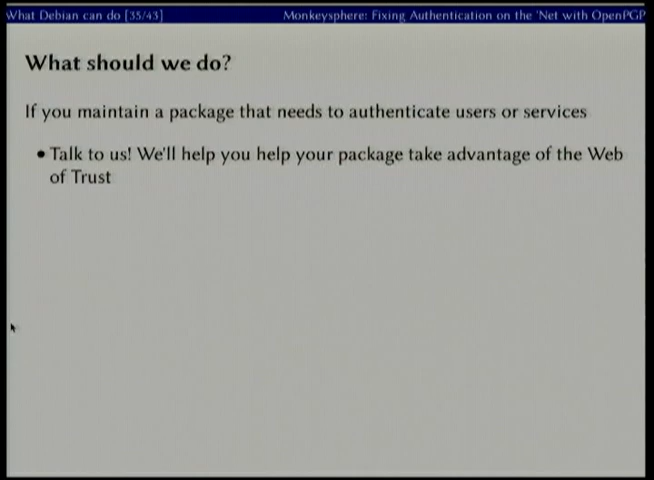 What Debian can do [35/43] Monkeysphere: Fixing Authentication on the 'Net with OpenPGP
What should we do?
If you maintain a package that needs to authenticate users or services
• Talk to us! We'll help you help your package take advantage of the Web
of Trust